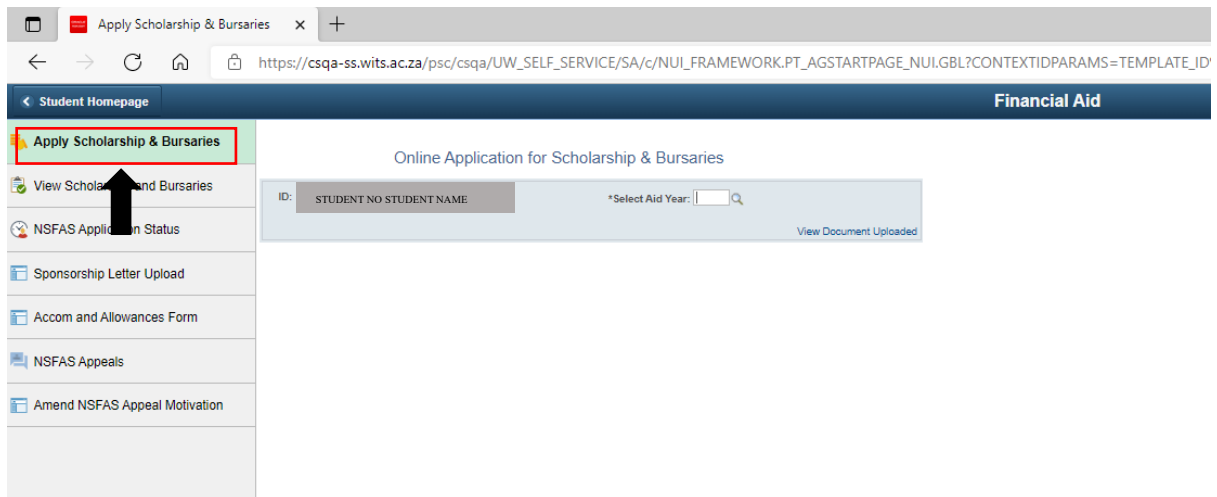 Apply Scholarship & Bursaries
https://csqa-ss.wits.ac.za/psc/csqa/UW_SELF_SERVICE/SA/c/NUI_FRAMEWORK.PT_AGSTARTPAGE_NUI.GBL?CONTEXTIDPARAMS=TEMPLATE_ID
Student Homepage
Financial Aid
Apply Scholarship & Bursaries
View Schola and Bursaries
NSFAS Applic n Status
Sponsorship Letter Upload
Accom and Allowances Form
NSFAS Appeals
Amend NSFAS Appeal Motivation
Online Application for Scholarship & Bursaries
ID: STUDENT NO STUDENT NAME *Select Aid Year:
View Document Uploaded